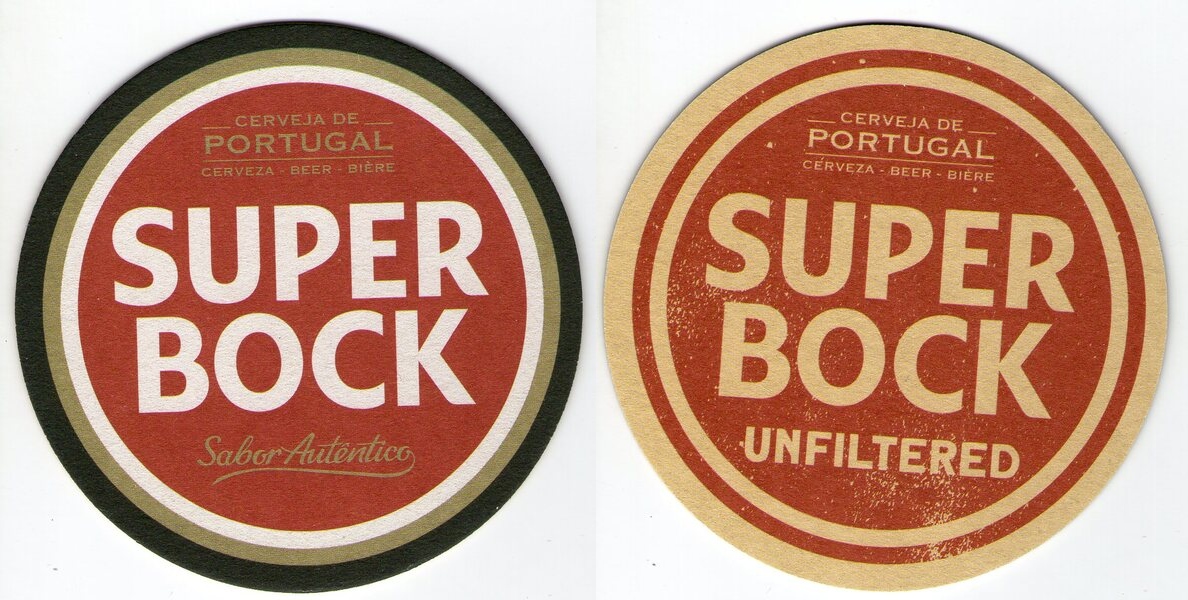 CERVEJA DE
PORTUGAL
CERVEZA - BEER - BIÈRE
SUPER
BOCK
Sabor Autêntico
CERVEJA DE
PORTUGAL
CERVEZA - BEER - BIÈRE
SUPER
BOCK
UNFILTERED